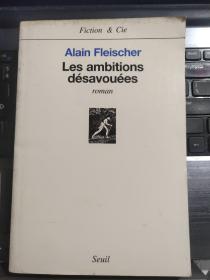 Fiction & Cie
Alain Fleischer
Les ambitions
désavouées
roman
Seuil